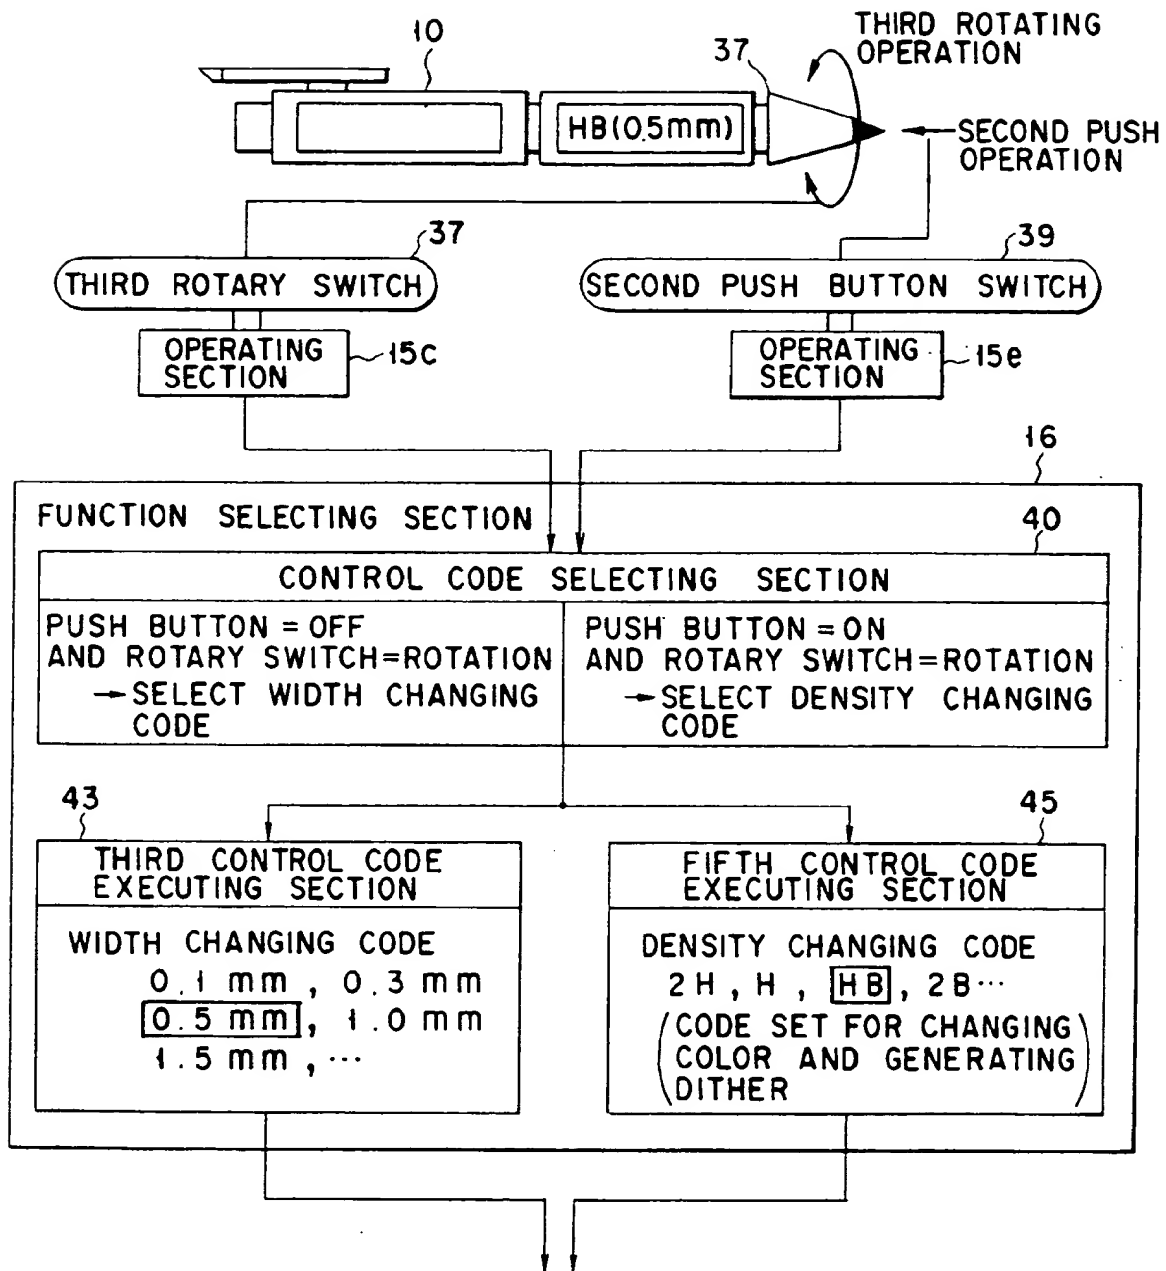 10
37
THIRD ROTATING
OPERATION
HB(0.5mm)
SECOND PUSH
OPERATION
37
THIRD ROTARY SWITCH
39
SECOND PUSH BUTTON SWITCH
OPERATING
SECTION
15c
OPERATING
SECTION
15e
16
FUNCTION SELECTING SECTION
40
CONTROL CODE SELECTING SECTION
PUSH BUTTON = OFF
AND ROTARY SWITCH = ROTATION
→ SELECT WIDTH CHANGING
CODE
PUSH BUTTON = ON
AND ROTARY SWITCH = ROTATION
→ SELECT DENSITY CHANGING
CODE
43
THIRD CONTROL CODE
EXECUTING SECTION
WIDTH CHANGING CODE
0.1 mm , 0.3 mm
0.5 mm , 1.0 mm
1.5 mm , ...
45
FIFTH CONTROL CODE
EXECUTING SECTION
DENSITY CHANGING CODE
2H , H , HB , 2B ...
(CODE SET FOR CHANGING
COLOR AND GENERATING
DITHER)